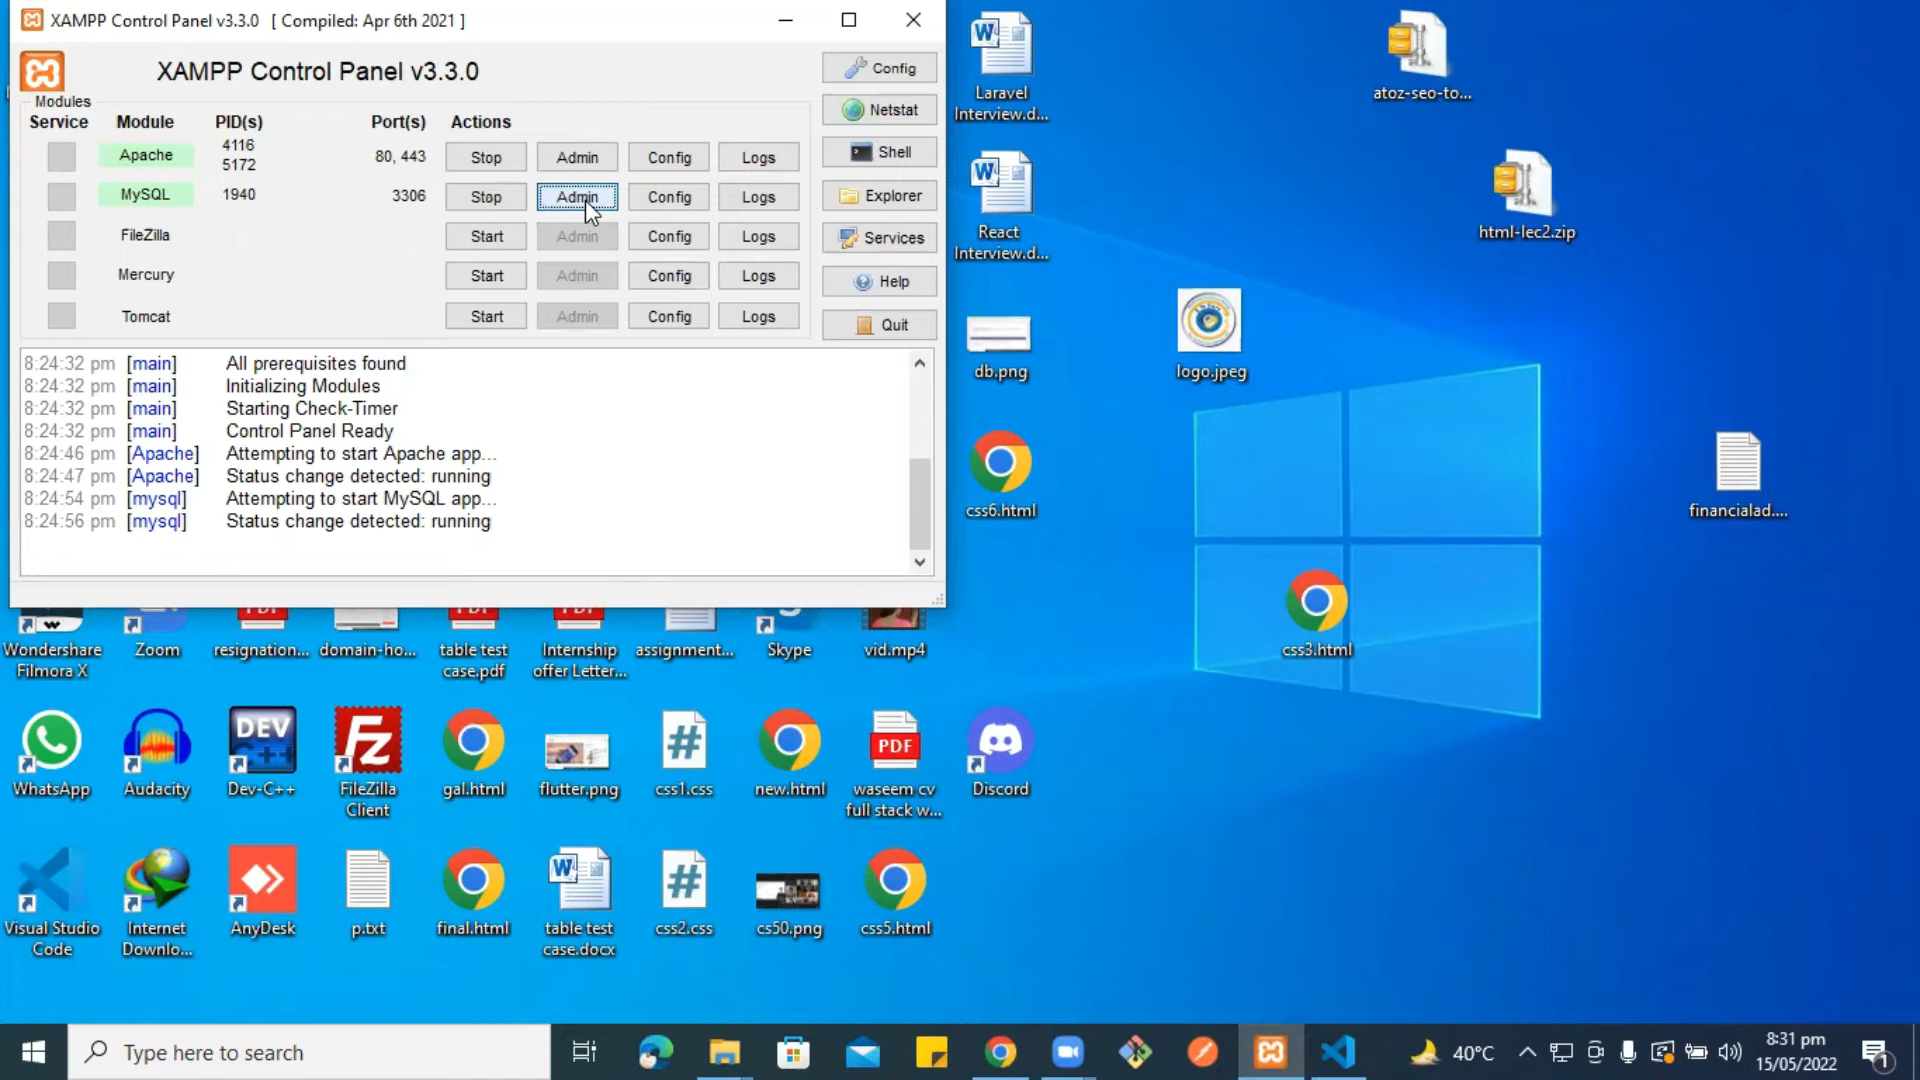 XAMPP Control Panel v3.3.0 [ Compiled: Apr 6th 2021 ]
XAMPP Control Panel v3.3.0
Config
Modules
Service Module PID(s) Port(s) Actions
Netstat
Apache 4116 5172 80, 443 Stop Admin Config Logs
Shell
MySQL 1940 3306 Stop Admin Config Logs
Explorer
FileZilla Start Admin Config Logs
Services
Mercury Start Admin Config Logs
Help
Tomcat Start Admin Config Logs
Quit
8:24:32 pm [main] All prerequisites found
8:24:32 pm [main] Initializing Modules
8:24:32 pm [main] Starting Check-Timer
8:24:32 pm [main] Control Panel Ready
8:24:46 pm [Apache] Attempting to start Apache app...
8:24:47 pm [Apache] Status change detected: running
8:24:54 pm [mysql] Attempting to start MySQL app...
8:24:56 pm [mysql] Status change detected: running
Laravel
Interview.d...
atoz-seo-to...
React
Interview.d...
html-lec2.zip
db.png
logo.jpeg
css6.html
financialad....
css3.html
Wondershare
Filmora X
Zoom
resignation...
domain-ho...
table test
case.pdf
Internship
offer Letter...
assignment...
Skype
vid.mp4
WhatsApp
Audacity
DEV
C++
Dev-C++
FileZilla
Client
gal.html
flutter.png
css1.css
new.html
PDF
waseem cv
full stack w...
Discord
Visual Studio
Code
Internet
Downlo...
AnyDesk
p.txt
final.html
table test
case.docx
css2.css
cs50.png
css5.html
Type here to search
40°C
8:31 pm
15/05/2022
1